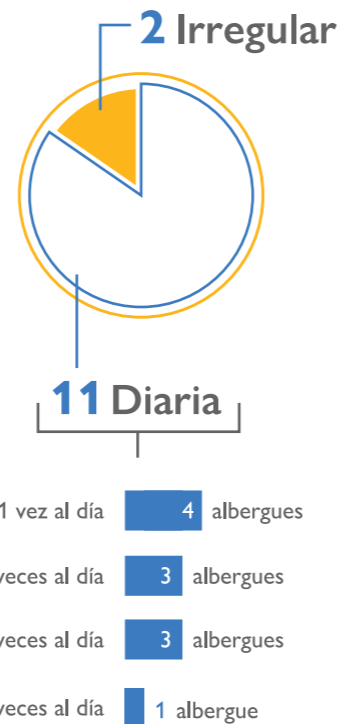 2 Irregular
11 Diaria
1 vez al día 4 albergues
veces al día 3 albergues
veces al día 3 albergues
veces al día 1 albergue